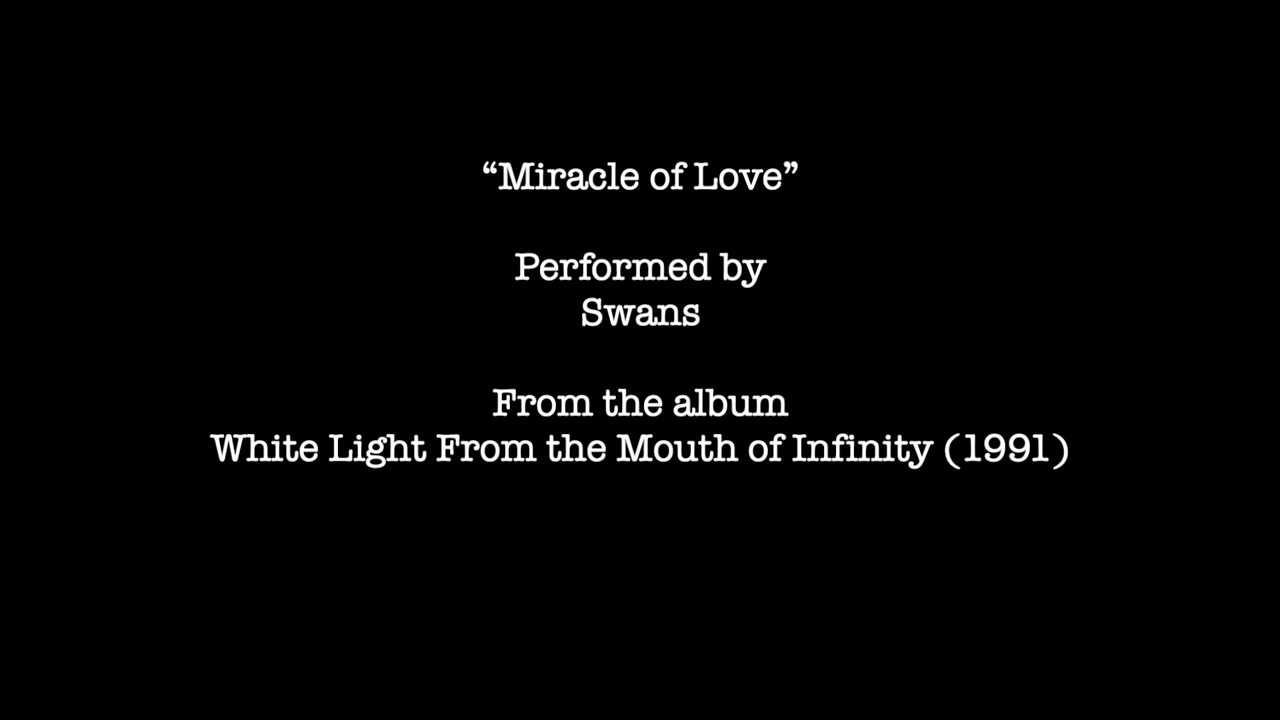 “Miracle of Love”
Performed by
Swans
From the album
White Light From the Mouth of Infinity (1991)